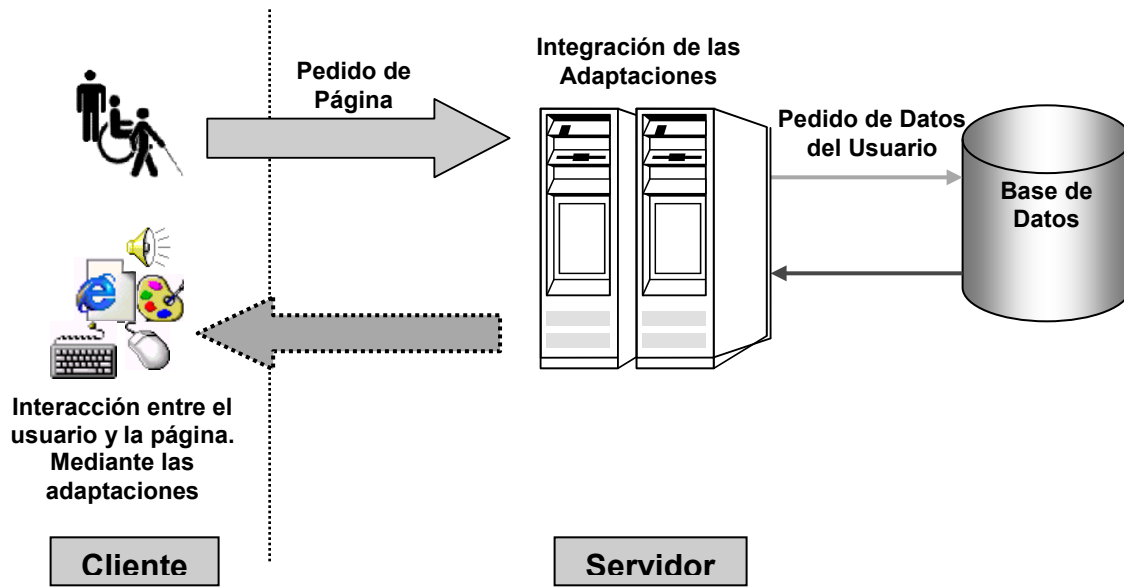 Pedido de
Página
Integración de las
Adaptaciones
Pedido de Datos
del Usuario
Base de
Datos
Interacción entre el
usuario y la página.
Mediante las
adaptaciones
Cliente
Servidor